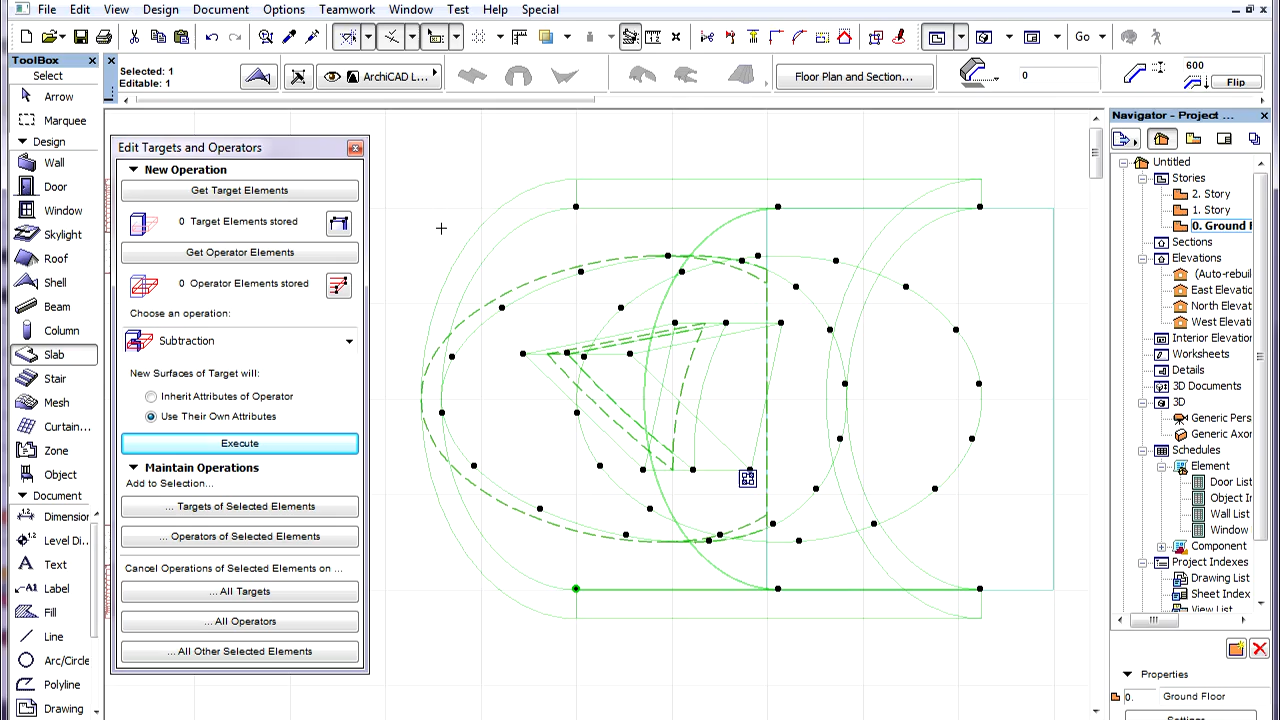 File Edit View Design Document Options Teamwork Window Test Help Special
Go
ToolBox
Select
Arrow
Marquee
Design
Wall
Door
Window
Skylight
Roof
Shell
Beam
Column
Slab
Stair
Mesh
Curtain...
Zone
Object
Document
Dimension
Level Di...
Text
Label
Fill
Line
Arc/Circle
Polyline
Drawing
Selected: 1
Editable: 1
ArchiCAD L...
Floor Plan and Section...
0
600
Flip
Edit Targets and Operators
New Operation
Get Target Elements
0 Target Elements stored
Get Operator Elements
0 Operator Elements stored
Choose an operation:
Subtraction
New Surfaces of Target will:
Inherit Attributes of Operator
Use Their Own Attributes
Execute
Maintain Operations
Add to Selection...
... Targets of Selected Elements
... Operators of Selected Elements
Cancel Operations of Selected Elements on ...
... All Targets
... All Operators
... All Other Selected Elements
Navigator - Project ...
Untitled
Stories
2. Story
1. Story
0. Ground F
Sections
Elevations
(Auto-rebuil
East Elevati
North Elevati
West Elevati
Interior Elevation
Worksheets
Details
3D Documents
3D
Generic Pers
Generic Axor
Schedules
Element
Door List
Object In
Wall List
Window
Component
Project Indexes
Drawing List
Sheet Index
View List
Properties
0. Ground Floor
Settings...